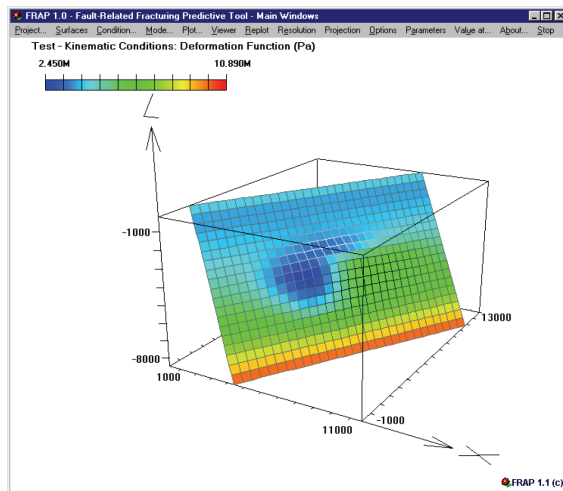 FRAP 1.0 - Fault-Related Fracturing Predictive Tool - Main Windows
Project... Surfaces Condition... Mode... Plot... Viewer Replot Resolution Projection Options Parameters Value at... About... Stop
Test - Kinematic Conditions: Deformation Function (Pa)
2.450M 10.890M
Z
-1000
-8000
1000
13000
-1000
11000
X
FRAP 1.1 (c)